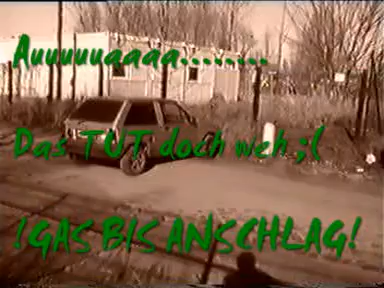 Auuuuuaaaa........
Das TUT doch weh ;(
!GAS BIS ANSCHLAG!